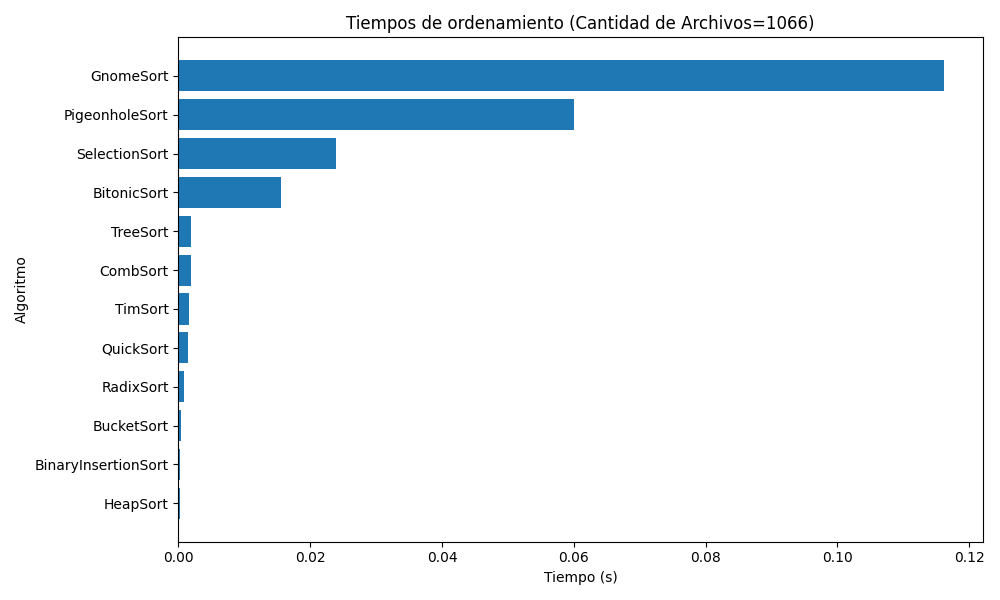 Tiempos de ordenamiento (Cantidad de Archivos=1066)
GnomeSort
PigeonholeSort
SelectionSort
BitonicSort
TreeSort
CombSort
TimSort
QuickSort
RadixSort
BucketSort
BinaryInsertionSort
HeapSort
Algoritmo
0.00 0.02 0.04 0.06 0.08 0.10 0.12
Tiempo (s)